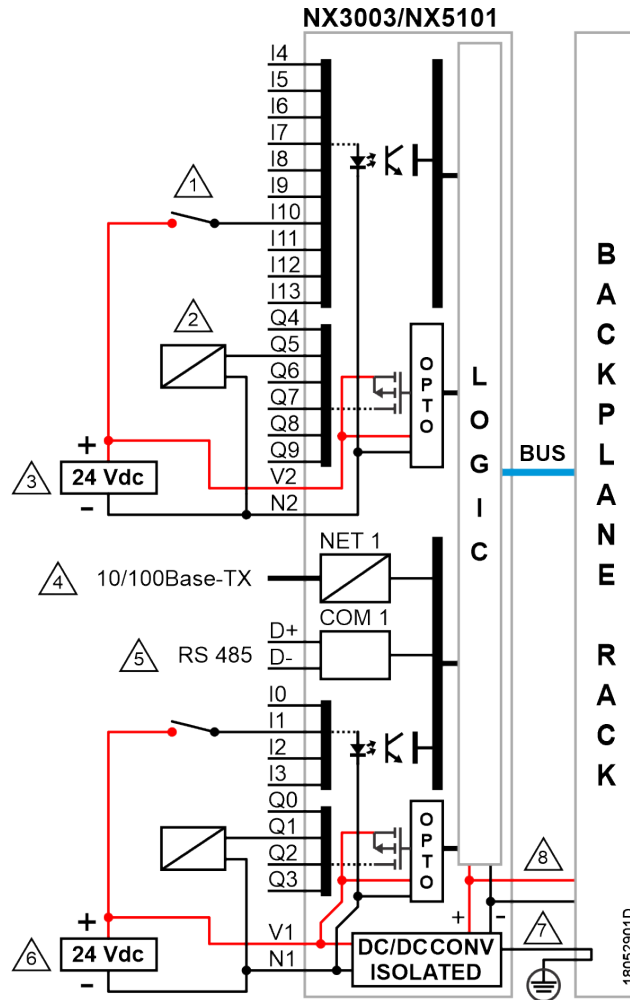 NX3003/NX5101
I4
I5
I6
I7
I8
I9
I10
I11
I12
I13
1
Q4
Q5
Q6
Q7
Q8
Q9
2
OPTO
LOGIC
BUS
BACKPLANE RACK
+
24 Vdc
-
3
V2
N2
NET 1
4
10/100Base-TX
COM 1
D+
D-
5
RS 485
I0
I1
I2
I3
Q0
Q1
Q2
Q3
OPTO
8
+
24 Vdc
-
6
V1
N1
+ -
DC/DC CONV
ISOLATED
7
18052901D